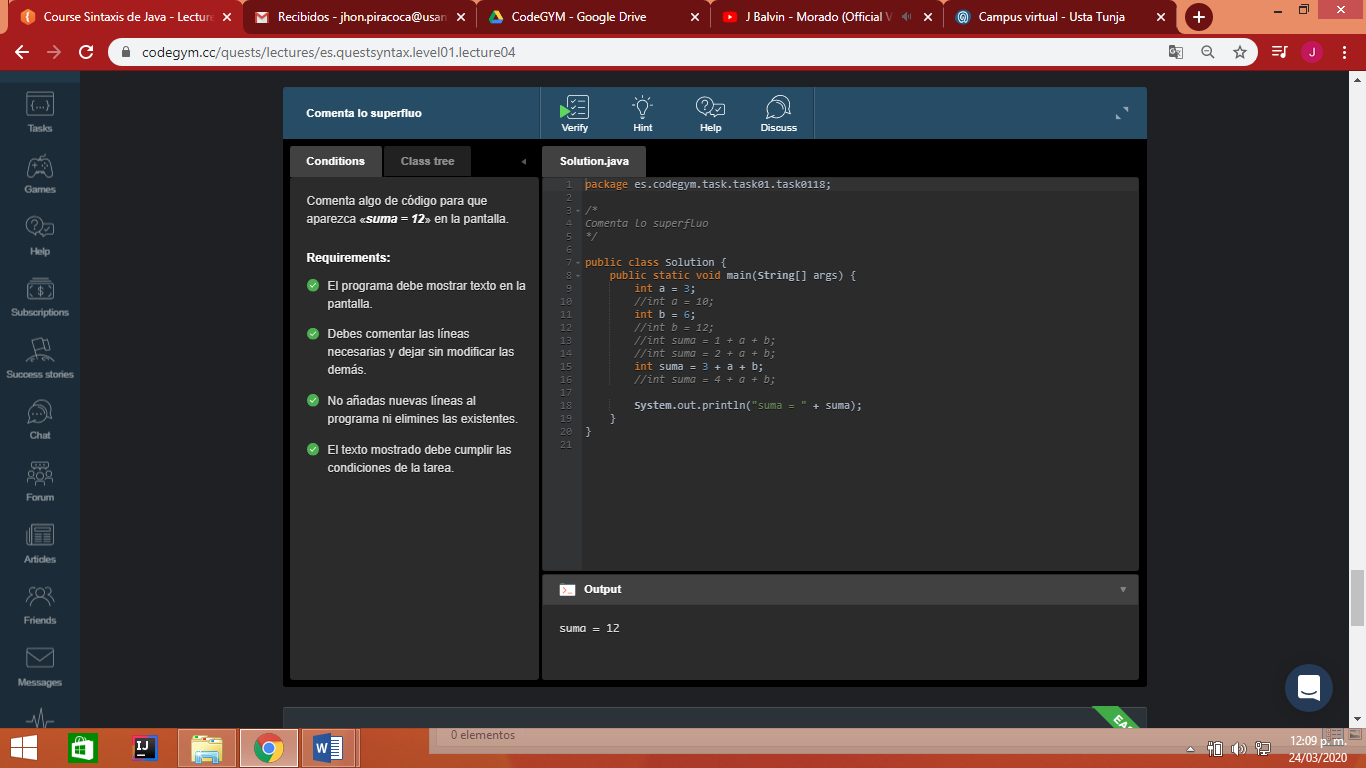 Course Sintaxis de Java - Lecture
Recibidos - jhon.piracoca@usan
CodeGYM - Google Drive
J Balvin - Morado (Official V
Campus virtual - Usta Tunja
codegym.cc/quests/lectures/es.questsyntax.level01.lecture04
J
Tasks
Games
Help
Subscriptions
Success stories
Chat
Forum
Articles
Friends
Messages
Comenta lo superfluo
Verify
Hint
Help
Discuss
Conditions
Class tree
Comenta algo de código para que
aparezca «suma = 12» en la pantalla.
Requirements:
El programa debe mostrar texto en la
pantalla.
Debes comentar las líneas
necesarias y dejar sin modificar las
demás.
No añadas nuevas líneas al
programa ni elimines las existentes.
El texto mostrado debe cumplir las
condiciones de la tarea.
Solution.java
1 package es.codegym.task.task01.task0118;
2
3 /*
4 Comenta lo superfluo
5 */
6
7 public class Solution {
8 public static void main(String[] args) {
9 int a = 3;
10 //int a = 10;
11 int b = 6;
12 //int b = 12;
13 //int suma = 1 + a + b;
14 //int suma = 2 + a + b;
15 int suma = 3 + a + b;
16 //int suma = 4 + a + b;
17
18 System.out.println("suma = " + suma);
19 }
20 }
21
Output
suma = 12
0 elementos
IJ
12:09 p. m.
24/03/2020